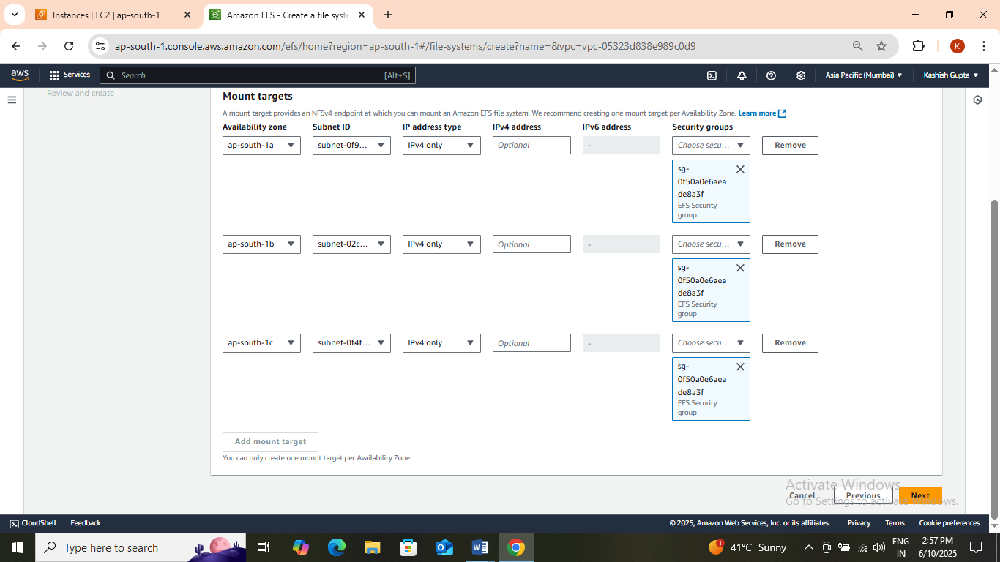 Instances | EC2 | ap-south-1
Amazon EFS - Create a file syste
ap-south-1.console.aws.amazon.com/efs/home?region=ap-south-1#/file-systems/create?name=&vpc=vpc-05323d838e989c0d9
K
aws
Services
Search
[Alt+S]
Asia Pacific (Mumbai)
Kashish Gupta
Review and create
Mount targets
A mount target provides an NFSv4 endpoint at which you can mount an Amazon EFS file system. We recommend creating one mount target per Availability Zone. Learn more
Availability zone Subnet ID IP address type IPv4 address IPv6 address Security groups
ap-south-1a subnet-0f9... IPv4 only Optional - Choose secu... Remove
sg-
0f50a0e6aea
de8a3f
EFS Security
group
ap-south-1b subnet-02c... IPv4 only Optional - Choose secu... Remove
sg-
0f50a0e6aea
de8a3f
EFS Security
group
ap-south-1c subnet-0f4f... IPv4 only Optional - Choose secu... Remove
sg-
0f50a0e6aea
de8a3f
EFS Security
group
Add mount target
You can only create one mount target per Availability Zone.
Activate Windows
Go to Settings to activate Windows.
Cancel Previous Next
CloudShell Feedback © 2025, Amazon Web Services, Inc. or its affiliates. Privacy Terms Cookie preferences
Type here to search
1
41°C Sunny
ENG
IN
2:57 PM
6/10/2025